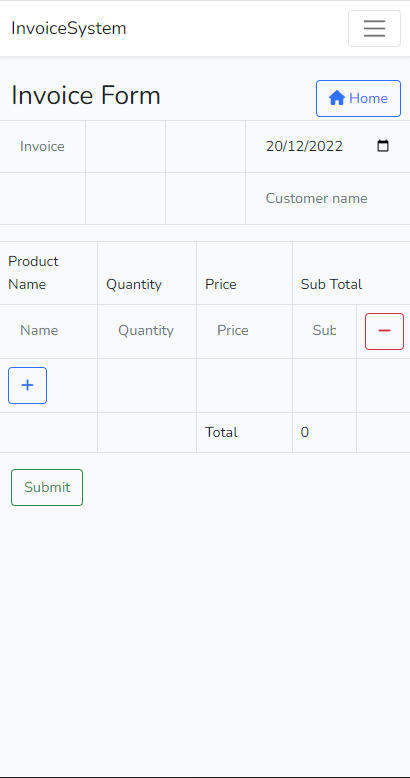 InvoiceSystem
Invoice Form
Home
Invoice
20/12/2022
Customer name
Product
Name
Quantity
Price
Sub Total
Name
Quantity
Price
Sub
Total
0
Submit